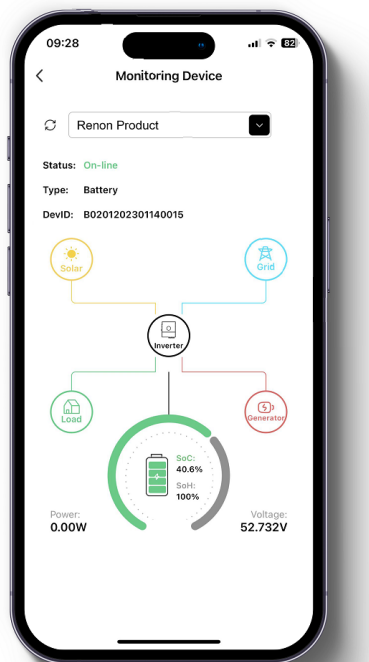 09:28
82
Monitoring Device
Renon Product
Status: On-line
Type: Battery
DevID: B0201202301140015
Solar
Grid
Inverter
Load
Generator
SoC:
40.6%
SoH:
100%
Power:
0.00W
Voltage:
52.732V